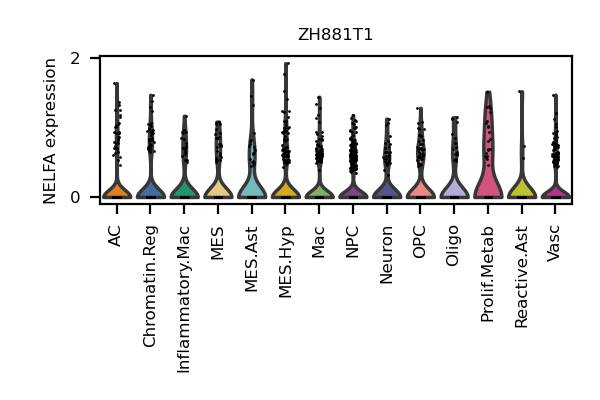 ZH881T1
NELFA expression
2
0
AC
Chromatin.Reg
Inflammatory.Mac
MES
MES.Ast
MES.Hyp
Mac
NPC
Neuron
OPC
Oligo
Prolif.Metab
Reactive.Ast
Vasc